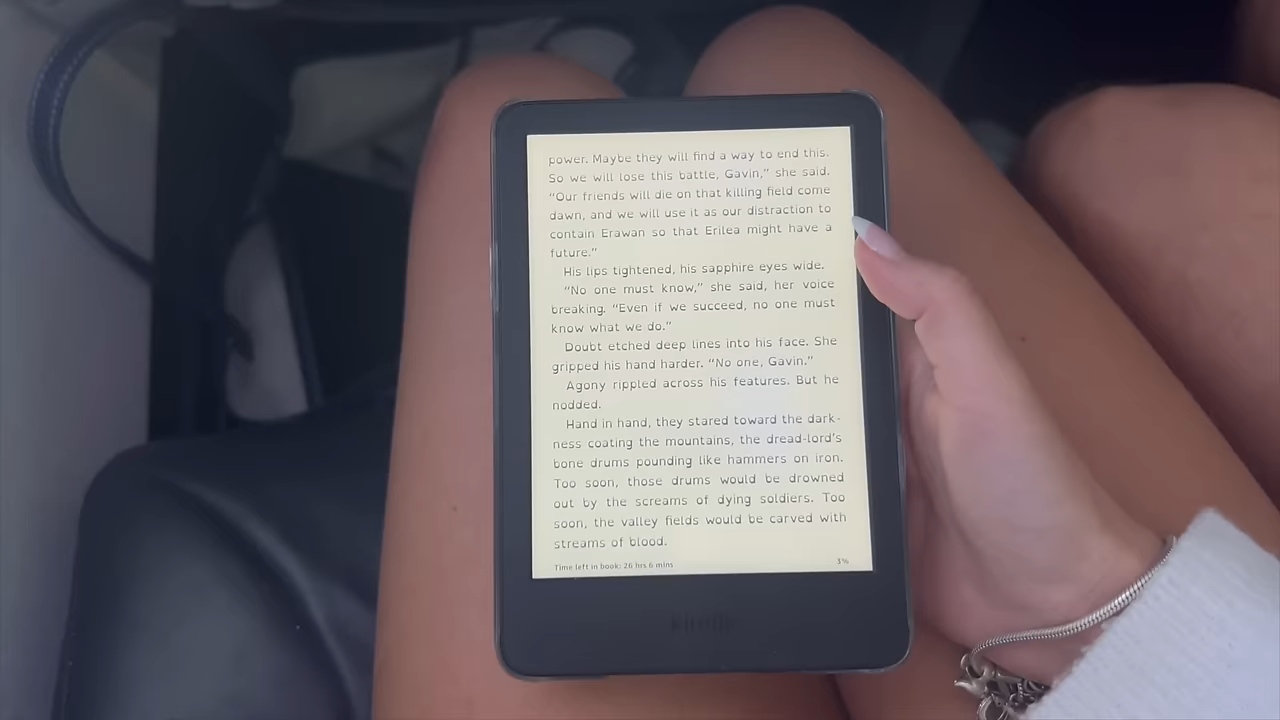 power. Maybe they will find a way to end this.
So we will lose this battle, Gavin,” she said.
“Our friends will die on that killing field come
dawn, and we will use it as our distraction to
contain Erawan so that Erilea might have a
future.”
His lips tightened, his sapphire eyes wide.
“No one must know,” she said, her voice
breaking. “Even if we succeed, no one must
know what we do.”
Doubt etched deep lines into his face. She
gripped his hand harder. “No one, Gavin.”
Agony rippled across his features. But he
nodded.
Hand in hand, they stared toward the dark-
ness coating the mountains, the dread-lord’s
bone drums pounding like hammers on iron.
Too soon, those drums would be drowned
out by the screams of dying soldiers. Too
soon, the valley fields would be carved with
streams of blood.
Time left in book: 26 hrs 6 mins 3%